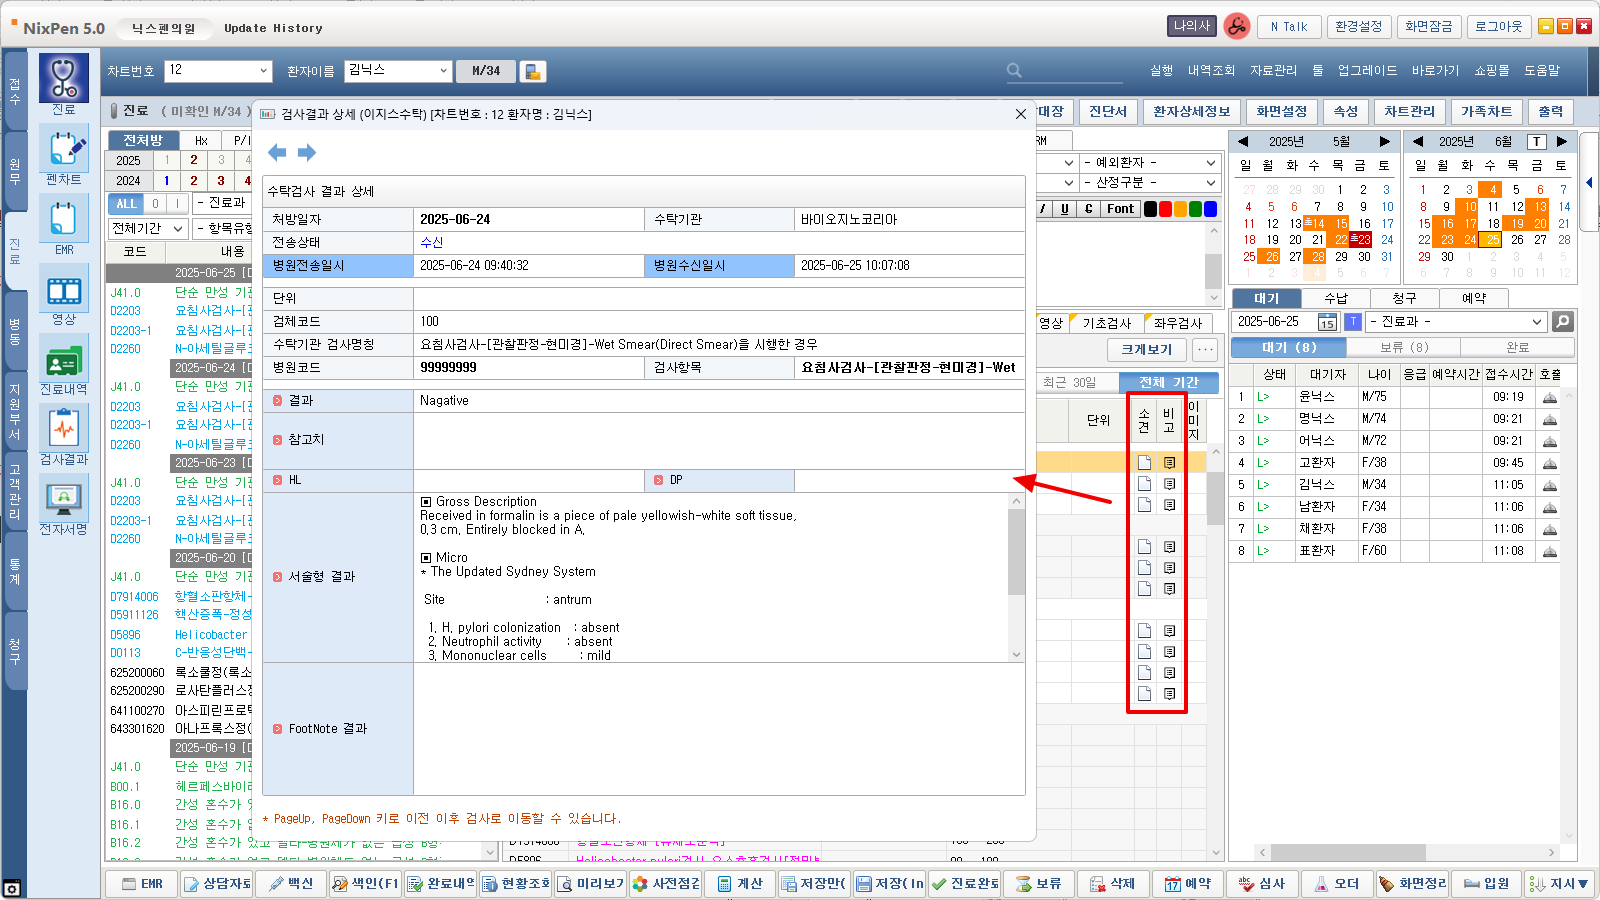 NixPen 5.0
닉스펜의원
Update History
나의사
N Talk
환경설정
화면잠금
로그아웃
차트번호
12
환자이름
김닉스
M/34
실행
내역조회
자료관리
툴
업그레이드
바로가기
쇼핑몰
도움말
접수
원무
진료
병동
지원부서
고객관리
통계
청구
진료
펜차트
EMR
영상
진료내역
검사결과
전자서명
진료
( 미확인 M/34 )
대장
진단서
환자상세정보
화면설정
속성
차트관리
가족차트
출력
전처방
Hx
2025 1 2 3 4
2024 1 2 3 4
ALL O I
- 진료과
전체기간
코드
내용
2025-06-25
J41.0 단순 만성 기관
D2203 요침사검사-[관
D2203-1 요침사검사-[관
D2260 N-아세틸글루코
2025-06-24
J41.0 단순 만성 기관
D2203 요침사검사-[관
D2203-1 요침사검사-[관
D2260 N-아세틸글루코
2025-06-23
J41.0 단순 만성 기관
D2203 요침사검사-[관
D2203-1 요침사검사-[관
D2260 N-아세틸글루코
2025-06-20
J41.0 단순 만성 기관
D7914006 항혈소판항체-
D5911126 핵산증폭-정성
D5896 Helicobacter
D0113 C-반응성단백-
625200060 록소쿨정(록소
625200290 로사탄플러스정
641100270 아스피린프로텍
643301620 아나프록스정(
2025-06-19
J41.0 단순 만성 기관
B00.1 헤르페스바이러
B16.0 간성 혼수가 있
B16.1 간성 혼수가 없
B16.2
검사결과 상세 (이지스수탁) [차트번호 : 12 환자명 : 김닉스]
수탁검사 결과 상세
처방일자
2025-06-24
수탁기관
바이오지노코리아
전송상태
수신
병원전송일시
2025-06-24 09:40:32
병원수신일시
2025-06-25 10:07:08
단위
검체코드
100
수탁기관 검사명칭
요침사검사-[관찰판정-현미경]-Wet Smear(Direct Smear)을 시행한 경우
병원코드
99999999
검사항목
요침사검사-[관찰판정-현미경]-Wet
결과
Nagative
참고치
HL
DP
서술형 결과
▣ Gross Description
Received in formalin is a piece of pale yellowish-white soft tissue,
0.3 cm. Entirely blocked in A.
▣ Micro
* The Updated Sydney System
Site : antrum
1. H. pylori colonization : absent
2. Neutrophil activity : absent
3. Mononuclear cells : mild
FootNote 결과
* PageUp, PageDown 키로 이전 이후 검사로 이동할 수 있습니다.
- 예외환자 -
- 산정구분 -
I U C Font
영상
기초검사
좌우검사
크게보기
최근 30일
전체 기간
단위
소견
비고
이미지
2025년 5월
일 월 화 수 목 금 토
27 28 29 30 1 2 3
4 5 6 7 8 9 10
11 12 13 초14 15 16 17
18 19 20 21 22 초23 24
25 26 27 28 29 30 31
1 2 3 4 5 6 7
2025년 6월 T
일 월 화 수 목 금 토
1 2 3 4 5 6 7
8 9 10 11 12 13 14
15 16 17 18 19 20 21
22 23 24 25 26 27 28
29 30 1 2 3 4 5
6 7 8 9 10 11 12
대기
수납
청구
예약
2025-06-25
15
T
- 진료과 -
대기 (8)
보류 (8)
완료
상태 대기자 나이 응급 예약시간 접수시간 호출
1 L> 윤닉스 M/75 09:19
2 L> 명닉스 M/74 09:21
3 L> 어닉스 M/72 09:21
4 L> 고환자 F/38 09:45
5 L> 김닉스 M/34 11:05
6 L> 남환자 F/34 11:06
7 L> 채환자 F/38 11:06
8 L> 표환자 F/60 11:08
EMR
상담자료
백신
색인(F1
완료내역
현황조회
미리보기
사전점검
계산
저장만(
저장(In
진료완료
보류
삭제
예약
심사
오더
화면정리
입원
지시▼